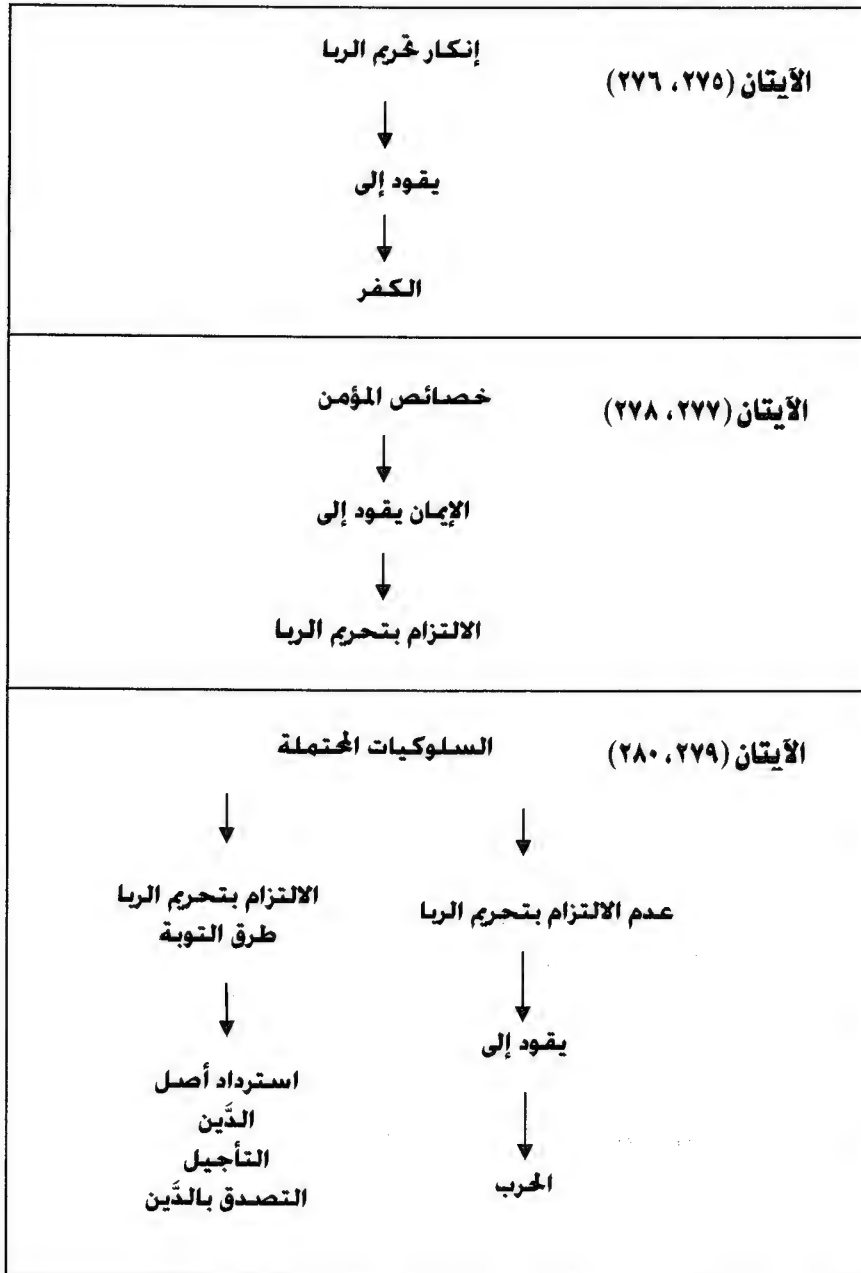 الآيتان (٢٧٥، ٢٧٦)
إنكار تحريم الربا
يقود إلى
الكفر
الآيتان (٢٧٧، ٢٧٨)
خصائص المؤمن
الإيمان يقود إلى
الالتزام بتحريم الربا
الآيتان (٢٧٩، ٢٨٠)
السلوكيات المحتملة
عدم الالتزام بتحريم الربا
يقود إلى
الحرب
الالتزام بتحريم الربا
طرق التوبة
استرداد أصل
الدَّين
التأجيل
التصدق بالدَّين